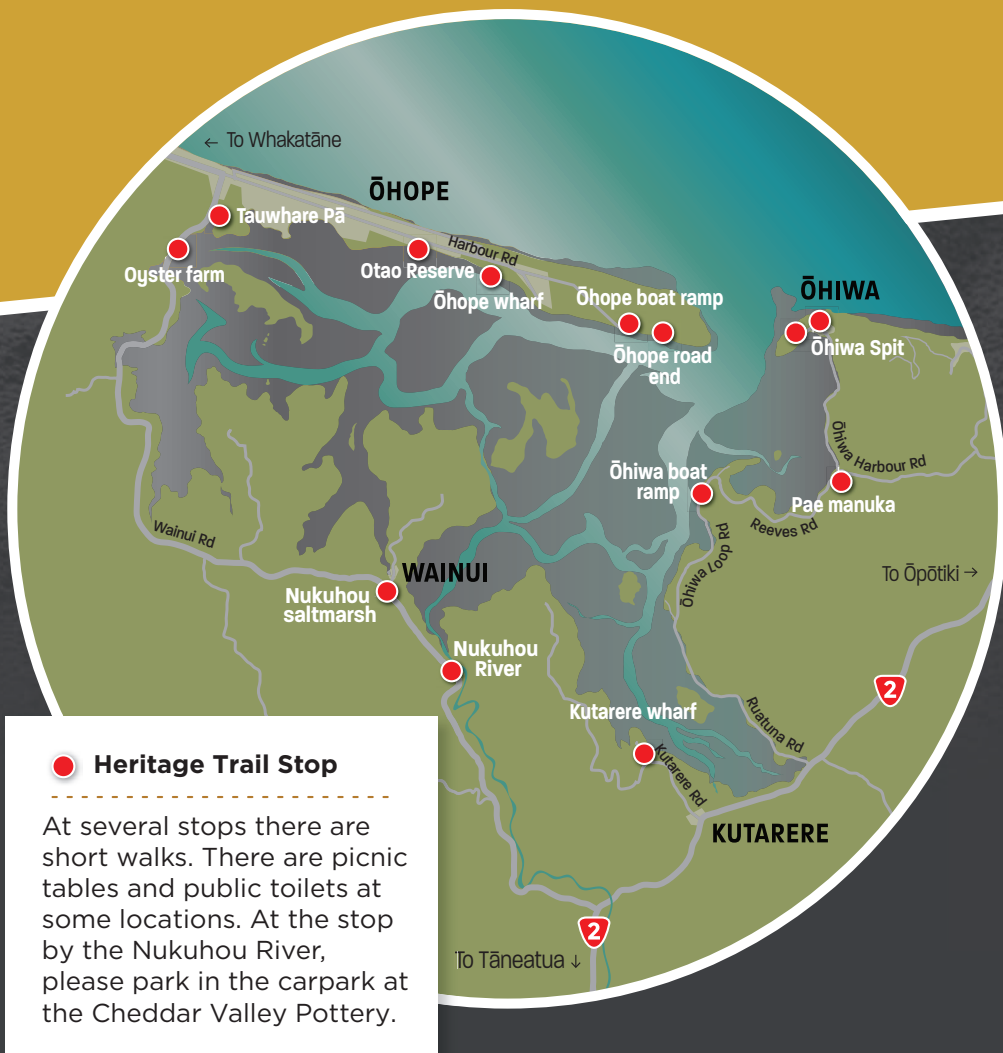 ← To Whakatāne
ŌHOPE
Tauwhare Pā
Harbour Rd
Oyster farm
Otao Reserve
Ōhope wharf
Ōhope boat ramp
ŌHIWA
Ōhope road
end
Ōhiwa Spit
Ōhiwa Harbour Rd
Ōhiwa boat
ramp
Pae manuka
Reeves Rd
Wainui Rd
Ōhiwa Loop Rd
WAINUI
To Ōpōtiki →
Nukuhou
saltmarsh
Nukuhou
River
2
Kutarere wharf
Ruatuna Rd
Kutarere Rd
KUTARERE
2
To Tāneatua ↓
Heritage Trail Stop
At several stops there are
short walks. There are picnic
tables and public toilets at
some locations. At the stop
by the Nukuhou River,
please park in the carpark at
the Cheddar Valley Pottery.